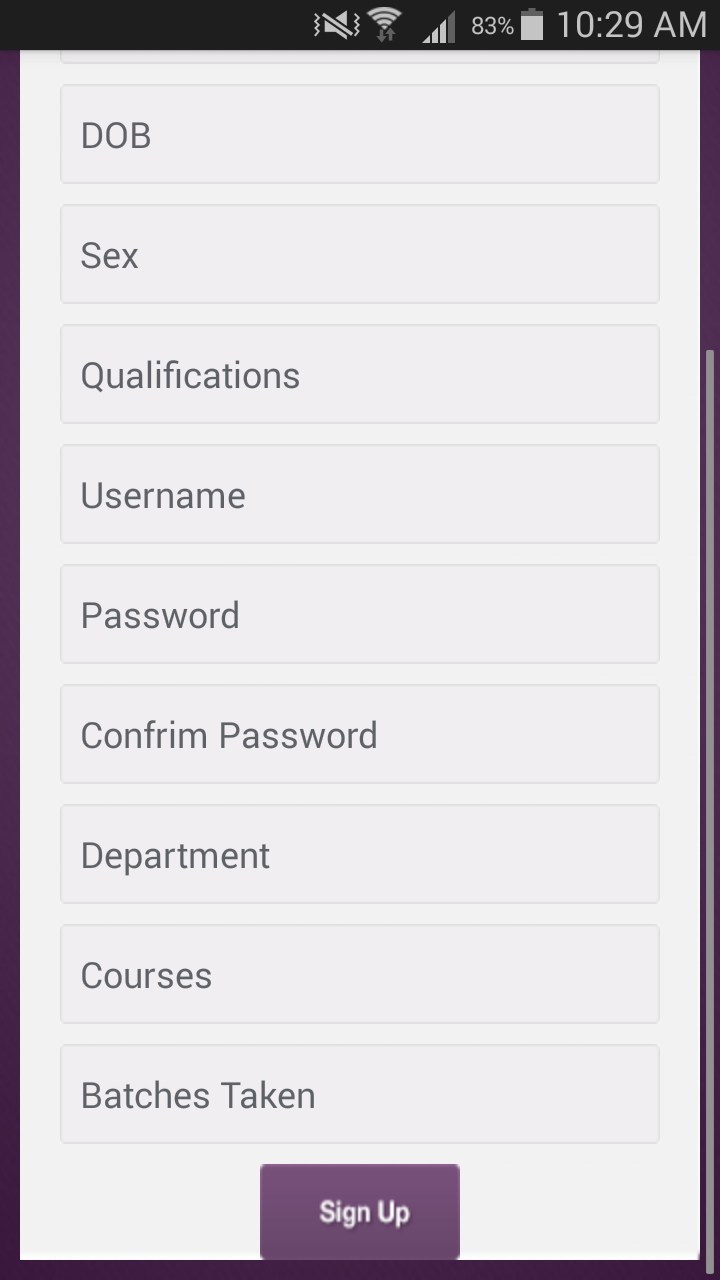 83% 10:29 AM
DOB
Sex
Qualifications
Username
Password
Confrim Password
Department
Courses
Batches Taken
Sign Up